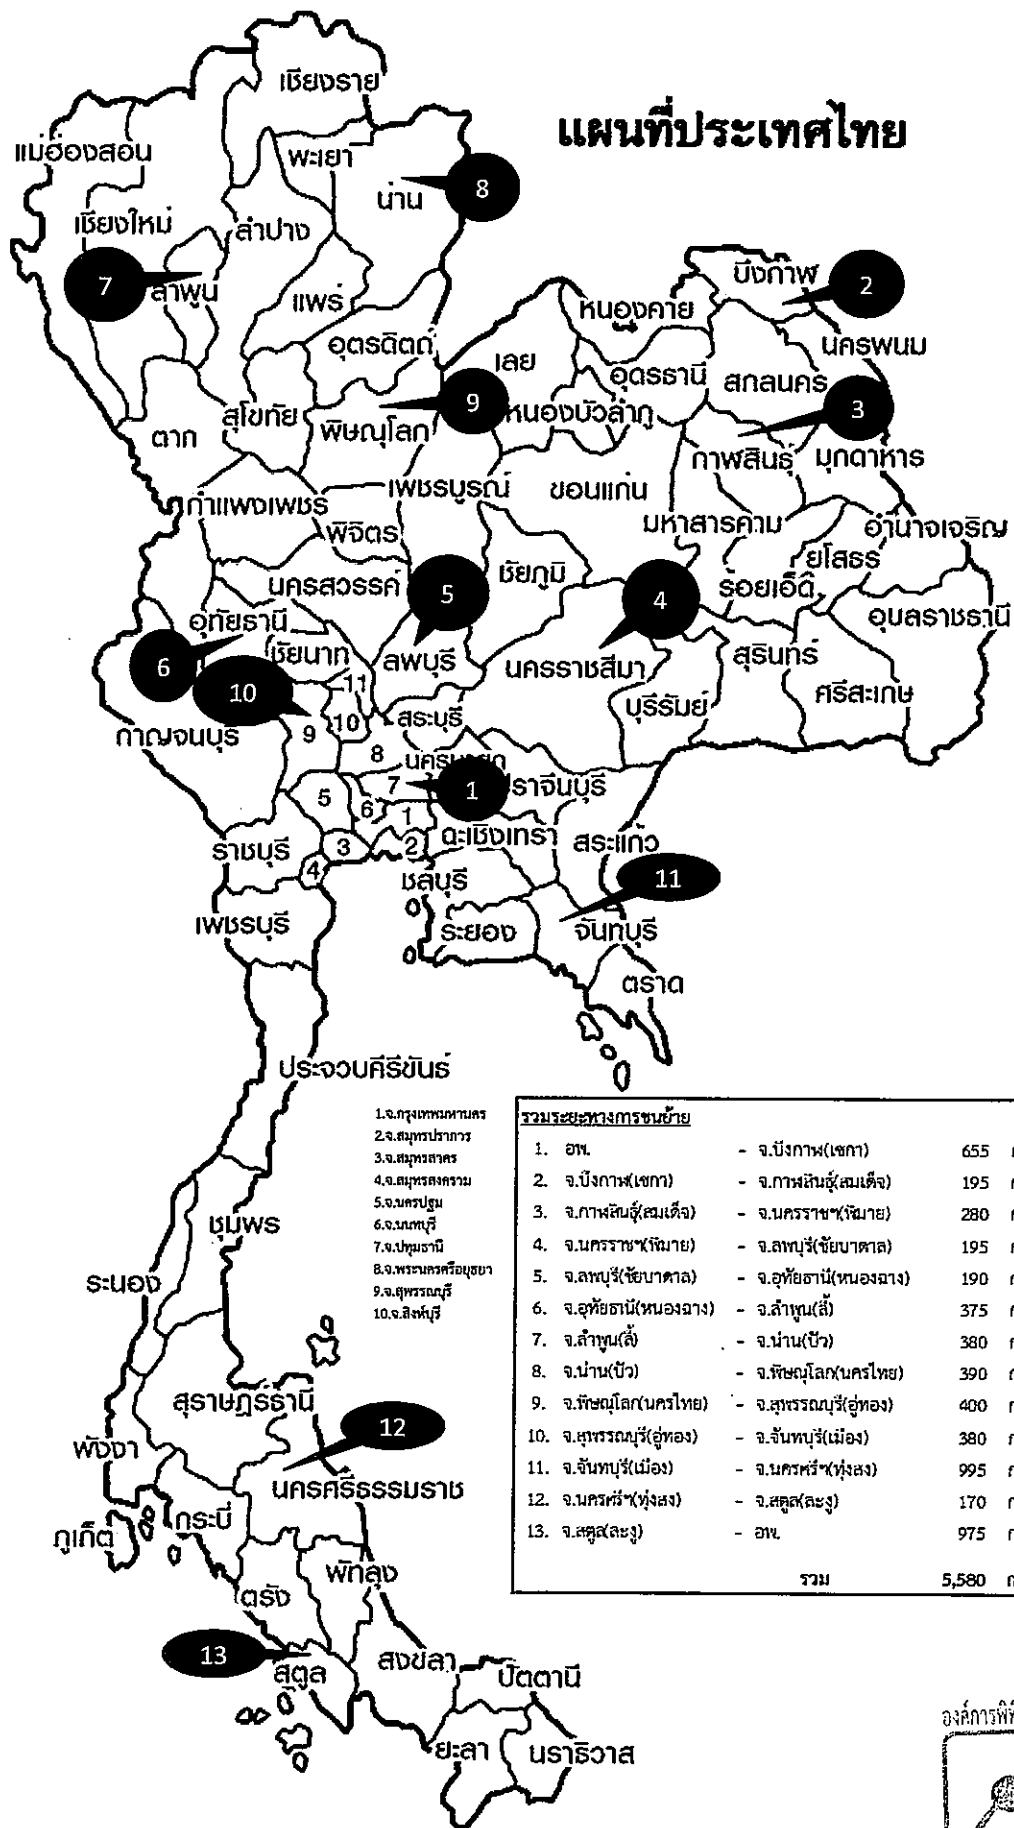 แผนที่ประเทศไทย
เชียงราย
แม่ฮ่องสอน
พะเยา
น่าน
8
เชียงใหม่
ลำปาง
7
ลำพูน
แพร่
บึงกาฬ
2
หนองคาย
อุตรดิตถ์
เลย
นครพนม
อุดรธานี
สกลนคร
9
3
ตาก
สุโขทัย
พิษณุโลก
หนองบัวลำภู
กาฬสินธุ์
มุกดาหาร
กำแพงเพชร
เพชรบูรณ์
ขอนแก่น
พิจิตร
มหาสารคาม
อำนาจเจริญ
นครสวรรค์
5
ชัยภูมิ
4
ร้อยเอ็ด
ยโสธร
อุทัยธานี
อุบลราชธานี
6
ชัยนาท
ลพบุรี
นครราชสีมา
สุรินทร์
10
11
บุรีรัมย์
ศรีสะเกษ
กาญจนบุรี
9
10
สระบุรี
8
7
1
ปราจีนบุรี
5
6
1
ฉะเชิงเทรา
สระแก้ว
ราชบุรี
3
2
4
ชลบุรี
11
เพชรบุรี
ระยอง
จันทบุรี
ตราด
ประจวบคีรีขันธ์
1.จ.กรุงเทพมหานคร
2.จ.สมุทรปราการ
3.จ.สมุทรสาคร
4.จ.สมุทรสงคราม
5.จ.นครปฐม
6.จ.นนทบุรี
7.จ.ปทุมธานี
8.จ.พระนครศรีอยุธยา
9.จ.สุพรรณบุรี
10.จ.สิงห์บุรี
รวมระยะทางการขนย้าย
1. อพ. - จ.บึงกาฬ(เซกา) 655
2. จ.บึงกาฬ(เซกา) - จ.กาฬสินธุ์(สมเด็จ) 195
3. จ.กาฬสินธุ์(สมเด็จ) - จ.นครราชฯ(พิมาย) 280
4. จ.นครราชฯ(พิมาย) - จ.ลพบุรี(ชัยบาดาล) 195
5. จ.ลพบุรี(ชัยบาดาล) - จ.อุทัยธานี(หนองฉาง) 190
6. จ.อุทัยธานี(หนองฉาง) - จ.ลำพูน(ลี้) 375
7. จ.ลำพูน(ลี้) - จ.น่าน(ปัว) 380
8. จ.น่าน(ปัว) - จ.พิษณุโลก(นครไทย) 390
9. จ.พิษณุโลก(นครไทย) - จ.สุพรรณบุรี(อู่ทอง) 400
10. จ.สุพรรณบุรี(อู่ทอง) - จ.จันทบุรี(เมือง) 380
11. จ.จันทบุรี(เมือง) - จ.นครศรีฯ(ทุ่งสง) 995
12. จ.นครศรีฯ(ทุ่งสง) - จ.สตูล(ละงู) 170
13. จ.สตูล(ละงู) - อพ. 975
รวม 5,580
ชุมพร
ระนอง
สุราษฎร์ธานี
12
พังงา
นครศรีธรรมราช
ภูเก็ต
กระบี่
ตรัง
พัทลุง
13
สตูล
สงขลา
ปัตตานี
ยะลา
นราธิวาส
องค์การพิพิ